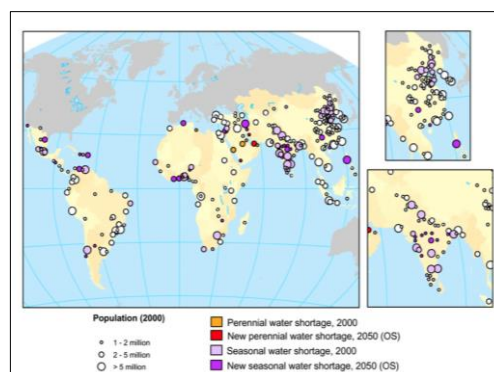 Population (2000)
1 - 2 million
2 - 5 million
> 5 million
Perennial water shortage, 2000
New perennial water shortage, 2050 (OS)
Seasonal water shortage, 2000
New seasonal water shortage, 2050 (OS)